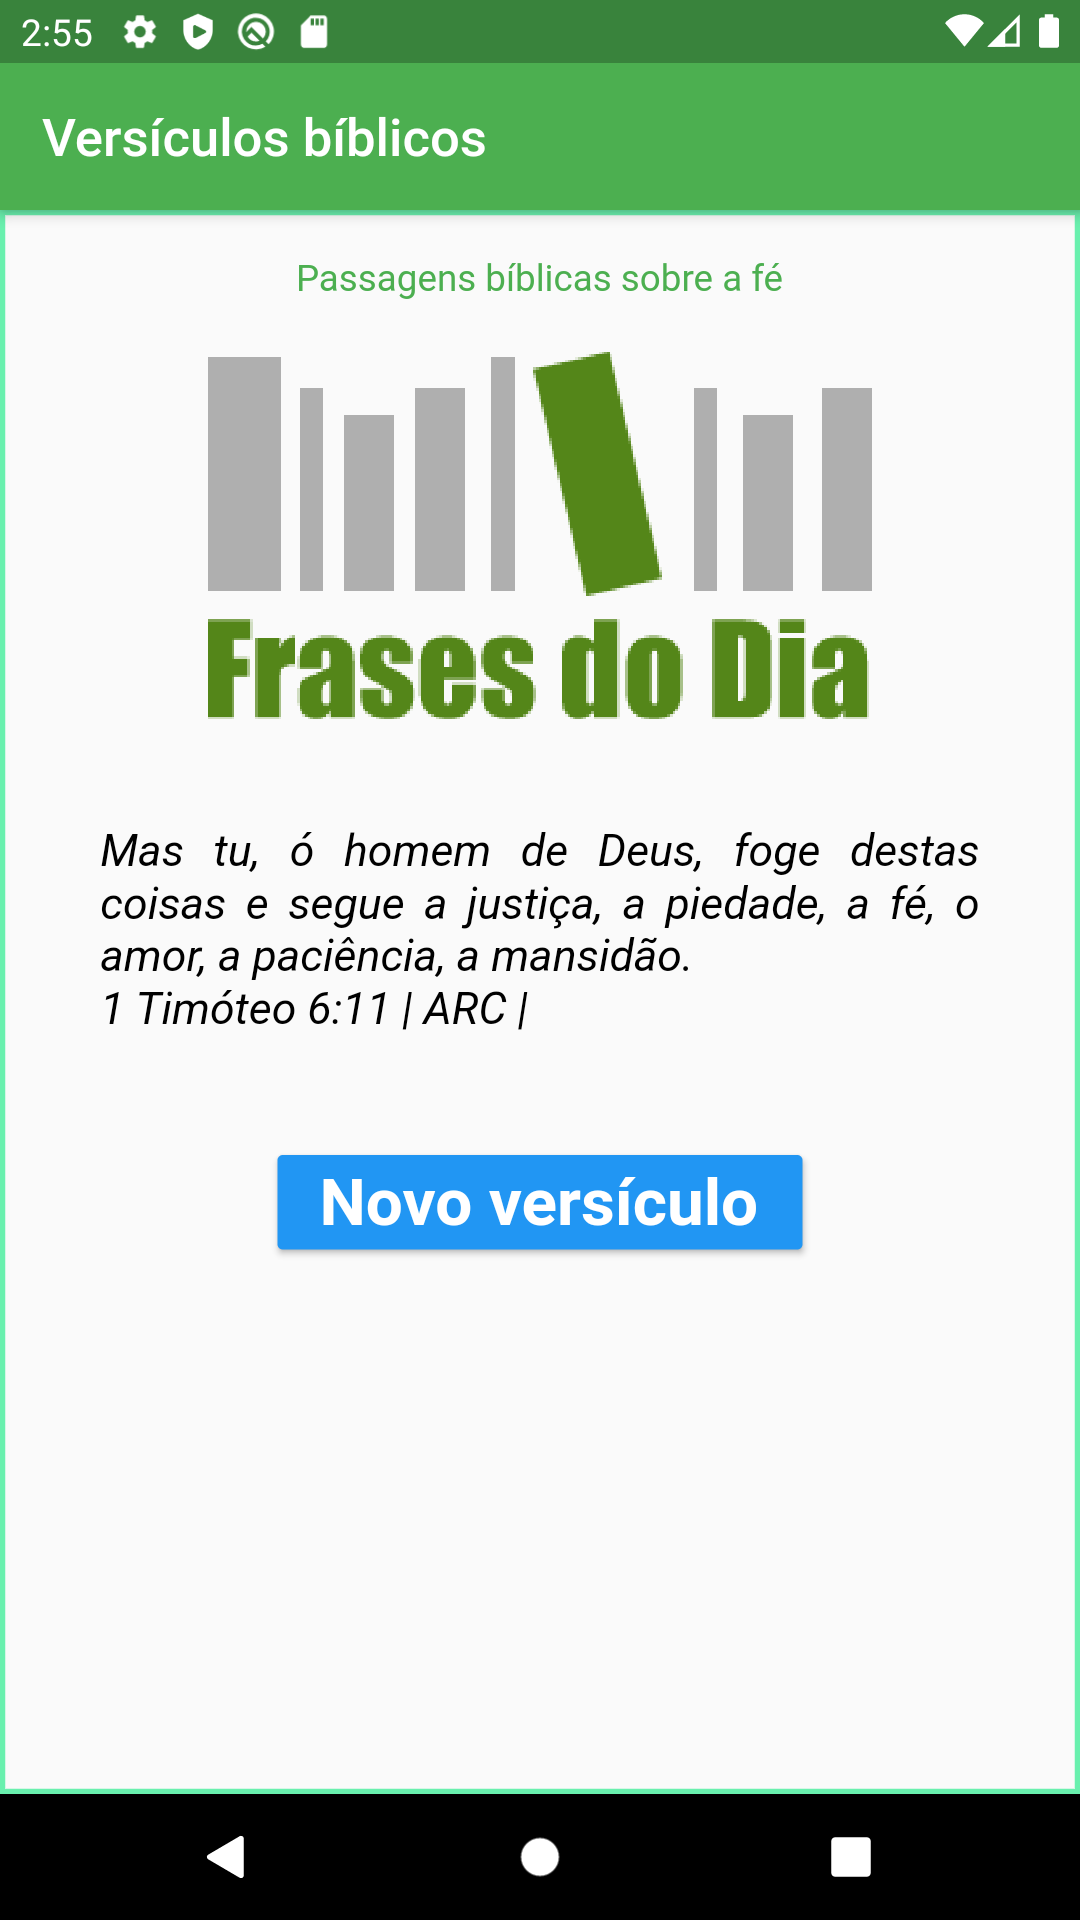 2:55
Versículos bíblicos
Passagens bíblicas sobre a fé
Frases do Dia
Mas tu, ó homem de Deus, foge destas
coisas e segue a justiça, a piedade, a fé, o
amor, a paciência, a mansidão.
1 Timóteo 6:11 | ARC |
Novo versículo